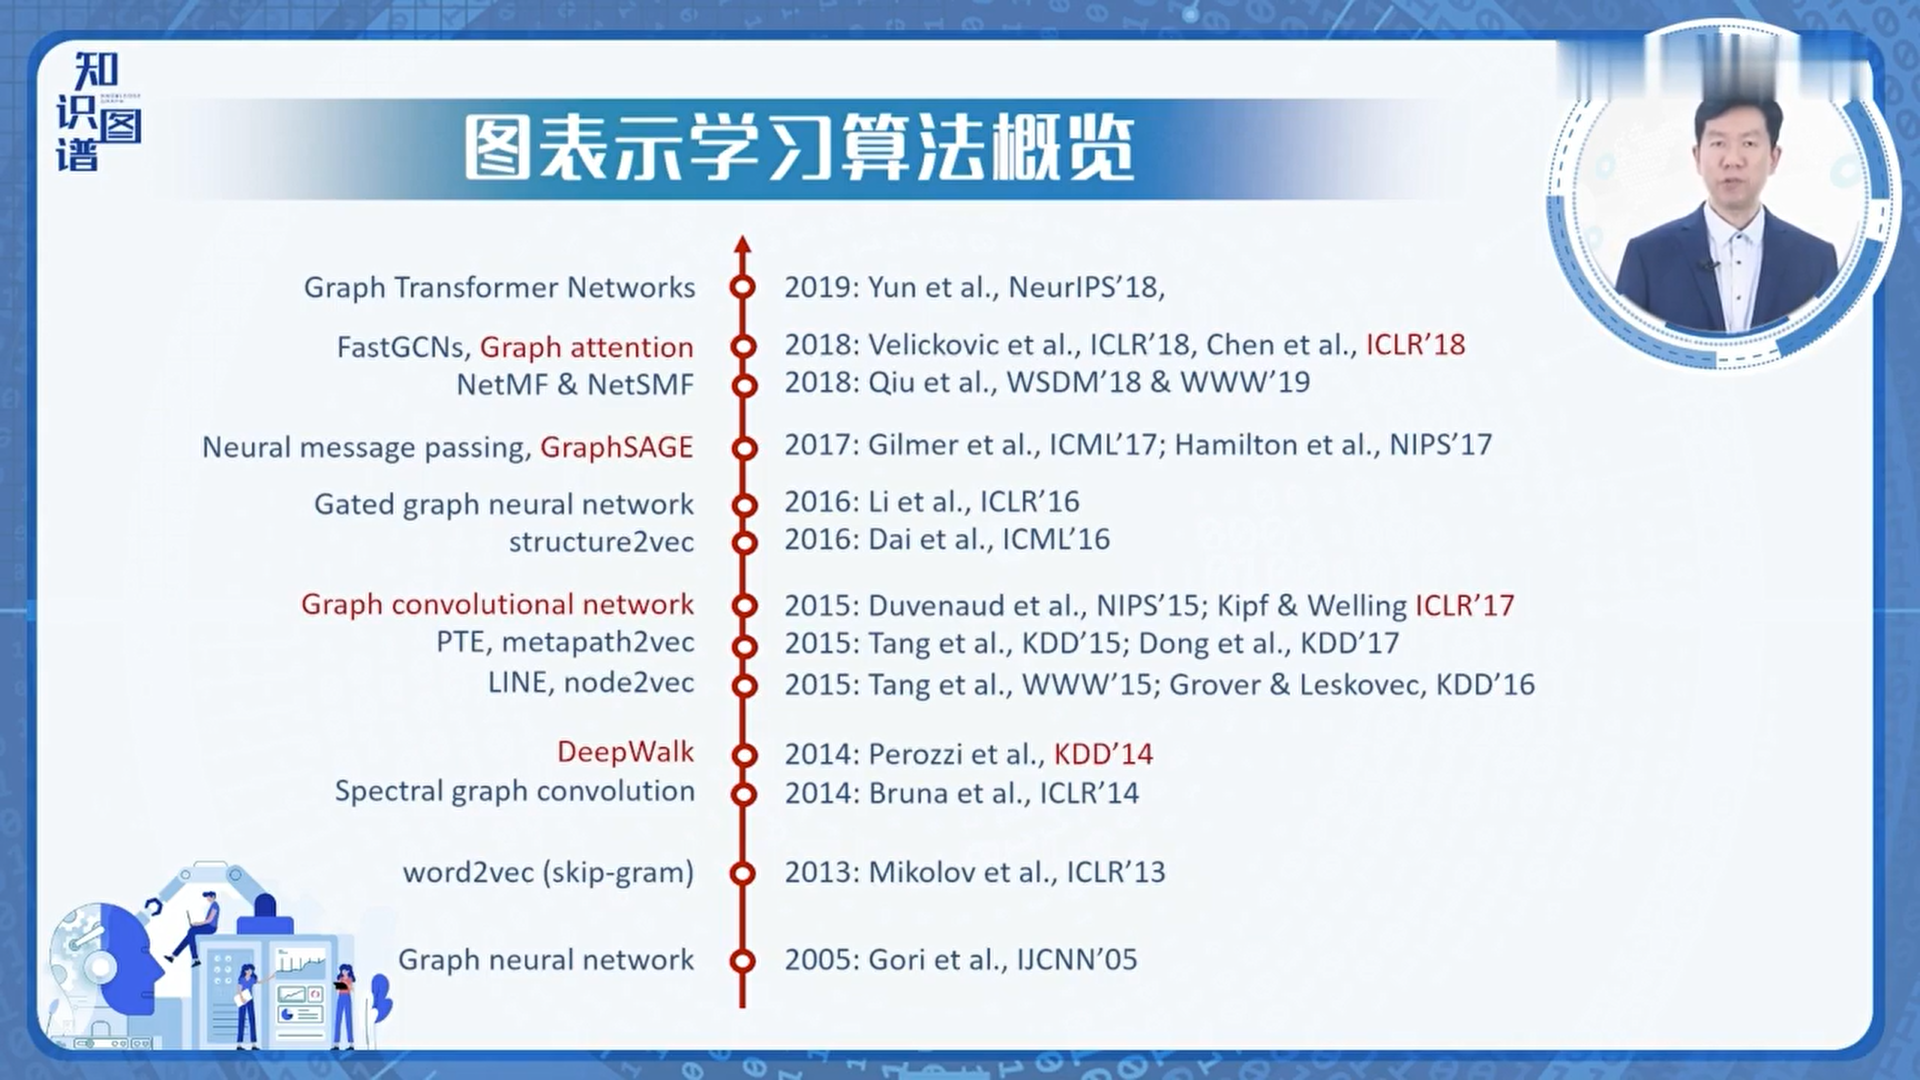 知识图谱
图表示学习算法概览
Graph Transformer Networks 2019: Yun et al., NeurIPS’18,
FastGCNs, Graph attention 2018: Velickovic et al., ICLR’18, Chen et al., ICLR’18
NetMF & NetSMF 2018: Qiu et al., WSDM’18 & WWW’19
Neural message passing, GraphSAGE 2017: Gilmer et al., ICML’17; Hamilton et al., NIPS’17
Gated graph neural network 2016: Li et al., ICLR’16
structure2vec 2016: Dai et al., ICML’16
Graph convolutional network 2015: Duvenaud et al., NIPS’15; Kipf & Welling ICLR’17
PTE, metapath2vec 2015: Tang et al., KDD’15; Dong et al., KDD’17
LINE, node2vec 2015: Tang et al., WWW’15; Grover & Leskovec, KDD’16
DeepWalk 2014: Perozzi et al., KDD’14
Spectral graph convolution 2014: Bruna et al., ICLR’14
word2vec (skip-gram) 2013: Mikolov et al., ICLR’13
Graph neural network 2005: Gori et al., IJCNN’05